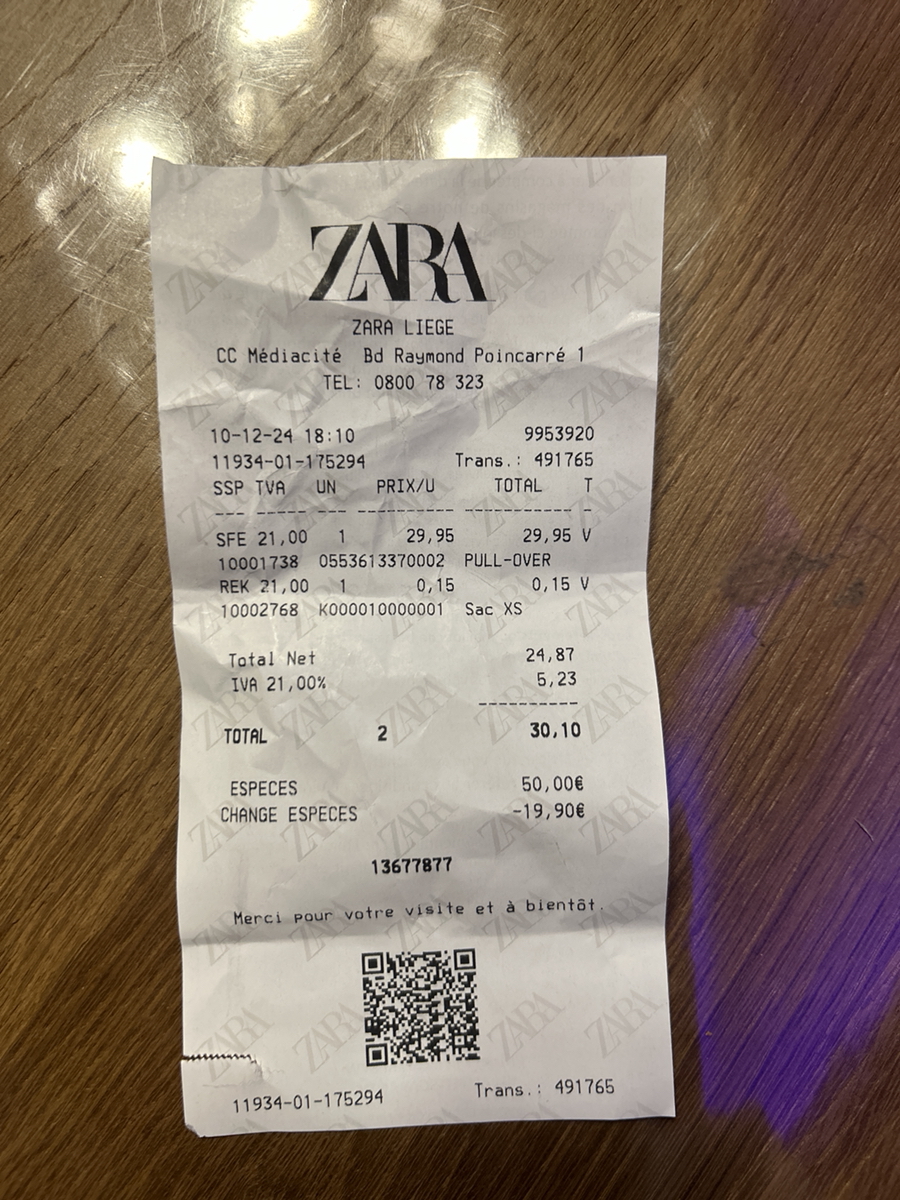 ZARA
ZARA LIEGE
CC Médiacité Bd Raymond Poincarré 1
TEL: 0800 78 323
10-12-24 18:10 9953920
11934-01-175294 Trans.: 491765
SSP TVA UN PRIX/U TOTAL T
--- ----- --- ---------- ----------- -
SFE 21,00 1 29,95 29,95 V
10001738 0553613370002 PULL-OVER
REK 21,00 1 0,15 0,15 V
10002768 K000010000001 Sac XS
Total Net 24,87
IVA 21,00% 5,23
----------
TOTAL 2 30,10
ESPECES 50,00€
CHANGE ESPECES -19,90€
13677877
Merci pour votre visite et à bientôt.
11934-01-175294 Trans.: 491765